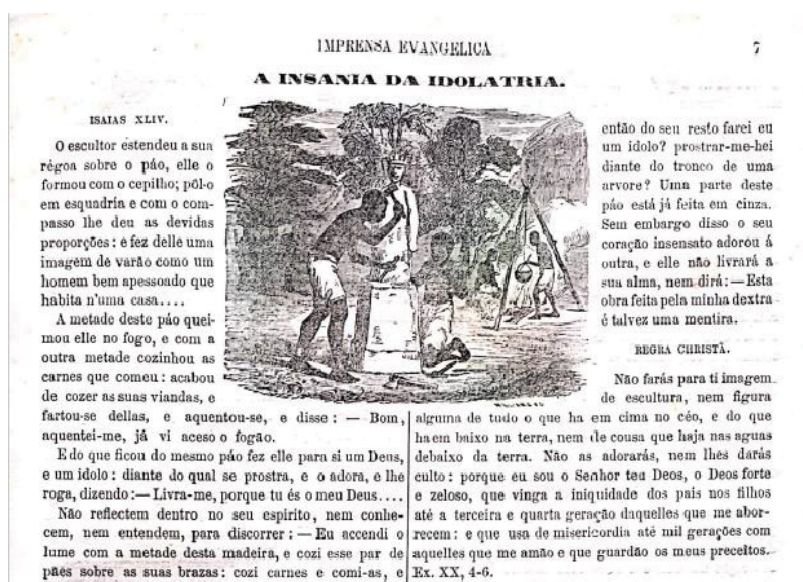 IMPRENSA EVANGELICA
7
A INSANIA DA IDOLATRIA.
ISAIAS XLIV.
O escultor estendeu a sua
régoa sobre o páo, elle o
formou com o cepilho; pôl-o
em esquadria e com o com-
passo lhe deu as devidas
proporções: e fez delle uma
imagem de varão como um
homem bem apessoado que
habita n'uma casa....
A metade deste páo quei-
mou elle no fogo, e com a
outra metade cozinhou as
carnes que comeu: acabou
de cozer as suas viandas, e
fartou-se dellas, e aquentou-se, e disse: — Bom,
aquentei-me, já vi aceso o fogão.
E do que ficou do mesmo páo fez elle para si um Deus,
e um idolo: diante do qual se prostra, e o adora, e lhe
roga, dizendo:— Livra-me, porque tu és o meu Deus....
Não reflectem dentro no seu espirito, nem conhe-
cem, nem entendem, para discorrer: — Eu accendi o
lume com a metade desta madeira, e cozi esse par de
pães sobre as suas brazas: cozi carnes e comi-as, e
então do seu resto farei eu
um idolo? prostrar-me-hei
diante do tronco de uma
arvore? Uma parte deste
páo está já feita em cinza.
Sem embargo disso o seu
coração insensato adorou á
outra, e elle não livrará a
sua alma, nem dirá:—Esta
obra feita pela minha dextra
é talvez uma mentira.
REGRA CHRISTÃ.
Não farás para ti imagem
de escultura, nem figura
alguma de tudo o que ha em cima no céo, e do que
ha em baixo na terra, nem de cousa que haja nas aguas
debaixo da terra. Não as adorarás, nem lhes darás
culto: porque eu sou o Senhor teu Deos, o Deos forte
e zeloso, que vinga a iniquidade dos pais nos filhos
até a terceira e quarta geração daquelles que me abor-
recem: e que usa de misericordia até mil gerações com
aquelles que me amão e que guardão os meus preceitos.
Ex. XX, 4-6.